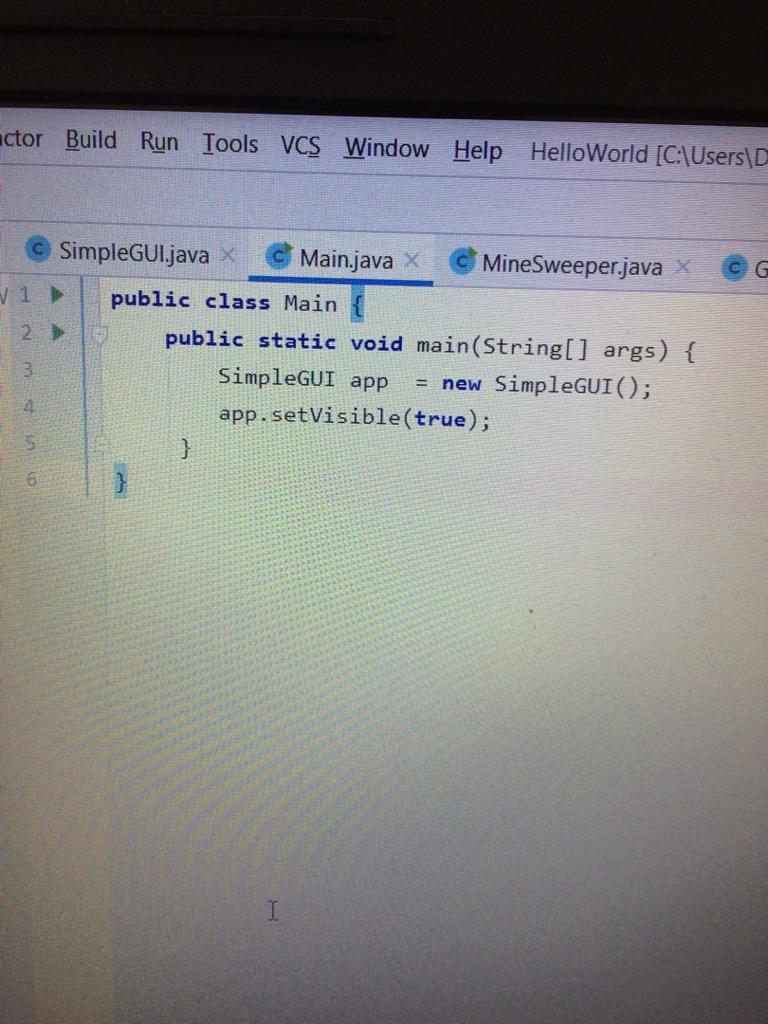 ctor Build Run Tools VCS Window Help HelloWorld [C:\Users\D
SimpleGUI.java Main.java MineSweeper.java G
1 public class Main {
2 public static void main(String[] args) {
3 SimpleGUI app  = new SimpleGUI();
4 app.setVisible(true);
5 }
6 }